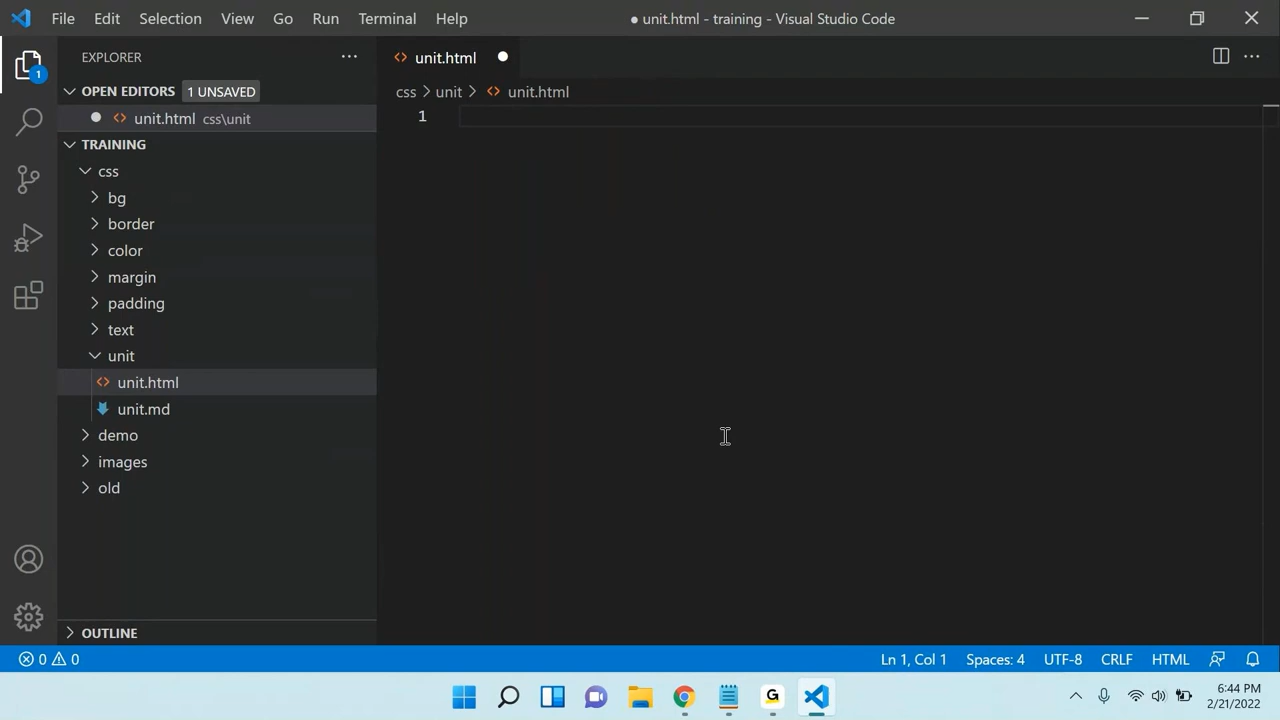 File Edit Selection View Go Run Terminal Help ● unit.html - training - Visual Studio Code
EXPLORER ...
unit.html
1
OPEN EDITORS 1 UNSAVED
css > unit > unit.html
unit.html css\unit
1
TRAINING
css
bg
border
color
margin
padding
text
unit
unit.html
unit.md
demo
images
old
OUTLINE
0 0 Ln 1, Col 1 Spaces: 4 UTF-8 CRLF HTML
G
6:44 PM
2/21/2022